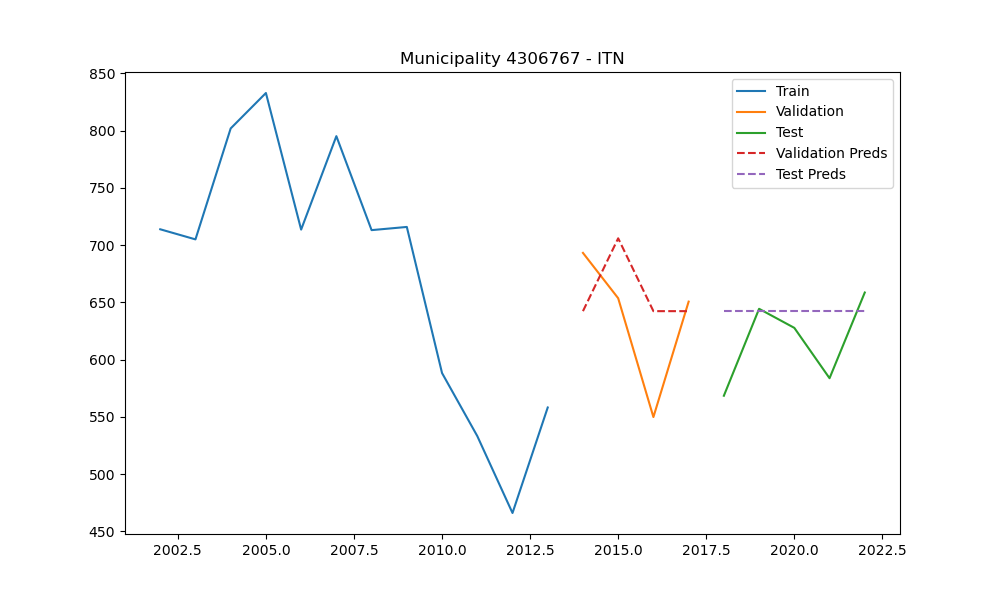 Municipality 4306767 - ITN
850
800
750
700
650
600
550
500
450
Train
Validation
Test
Validation Preds
Test Preds
2002.5 2005.0 2007.5 2010.0 2012.5 2015.0 2017.5 2020.0 2022.5